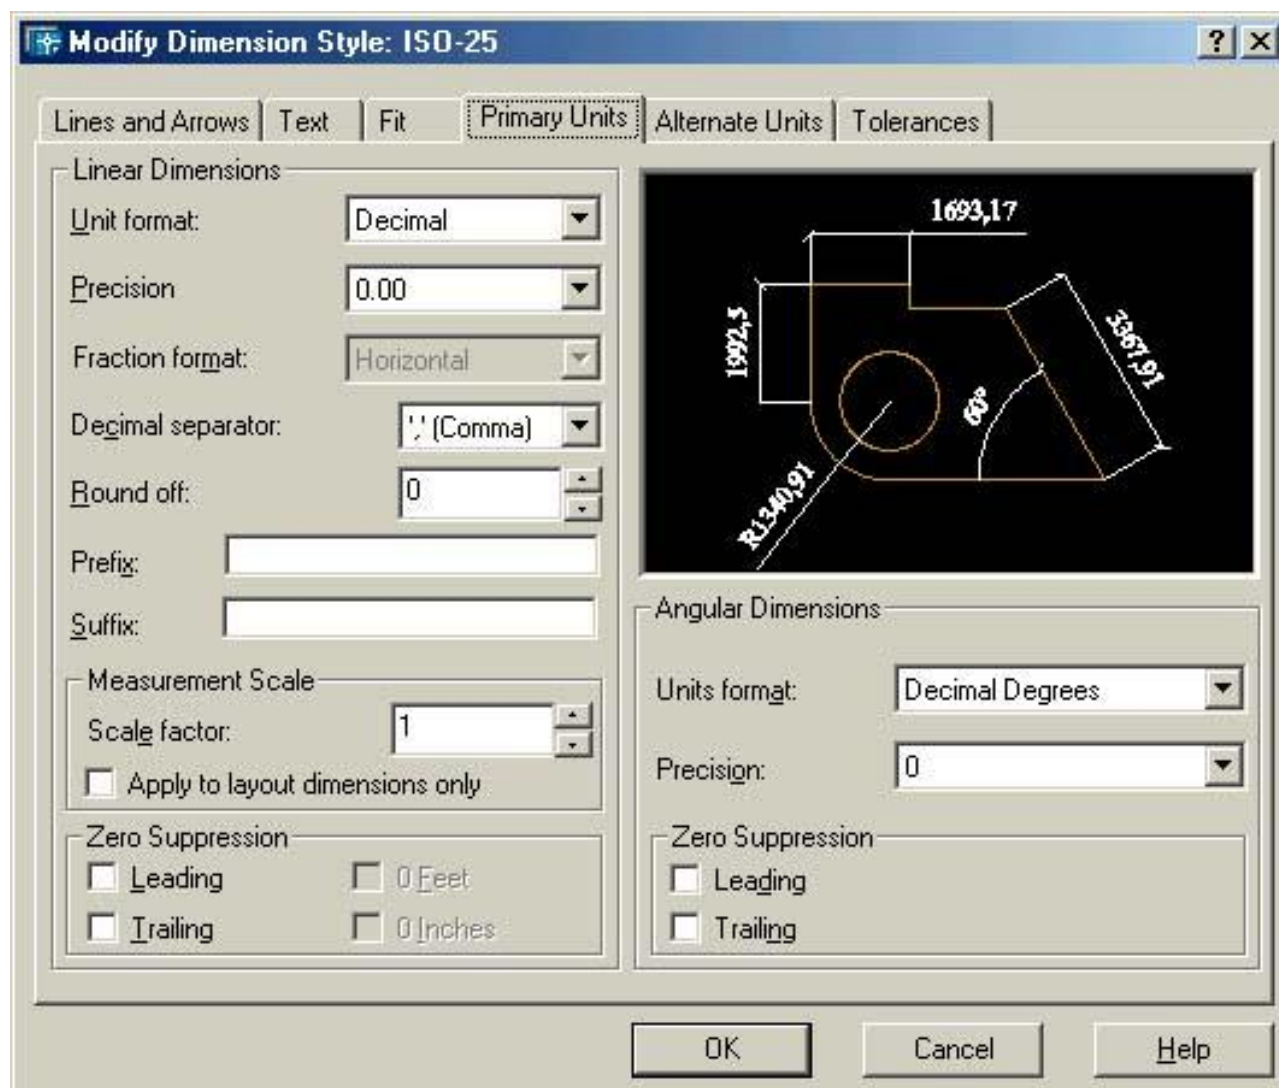 Modify Dimension Style: ISO-25
Lines and Arrows Text Fit Primary Units Alternate Units Tolerances
Linear Dimensions
Unit format: Decimal
Precision 0.00
Fraction format: Horizontal
Decimal separator: ',' (Comma)
Round off: 0
Prefix:
Suffix:
Measurement Scale
Scale factor: 1
Apply to layout dimensions only
Zero Suppression
Leading 0 Feet
Trailing 0 Inches
1693,17
1992,5
3367,91
60°
R1340,91
Angular Dimensions
Units format: Decimal Degrees
Precision: 0
Zero Suppression
Leading
Trailing
OK Cancel Help